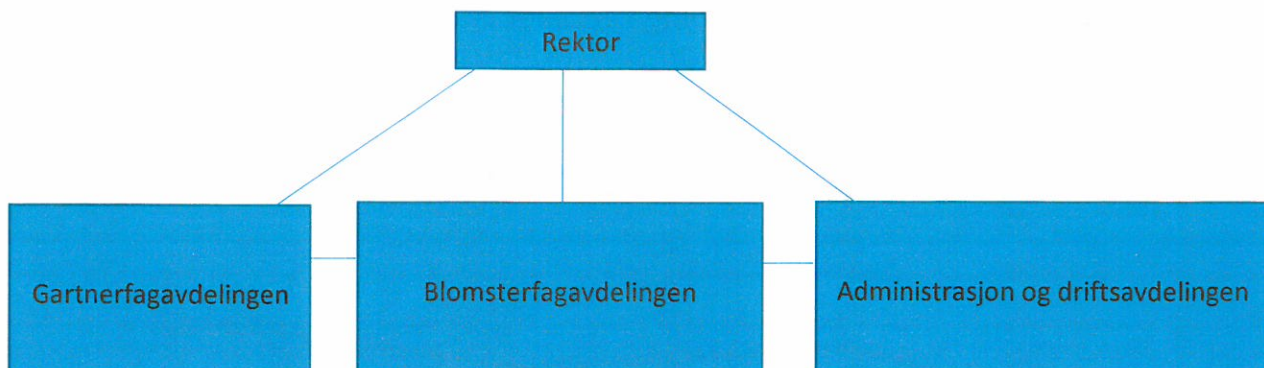 Rektor
Gartnerfagavdelingen
Blomsterfagavdelingen
Administrasjon og driftsavdelingen